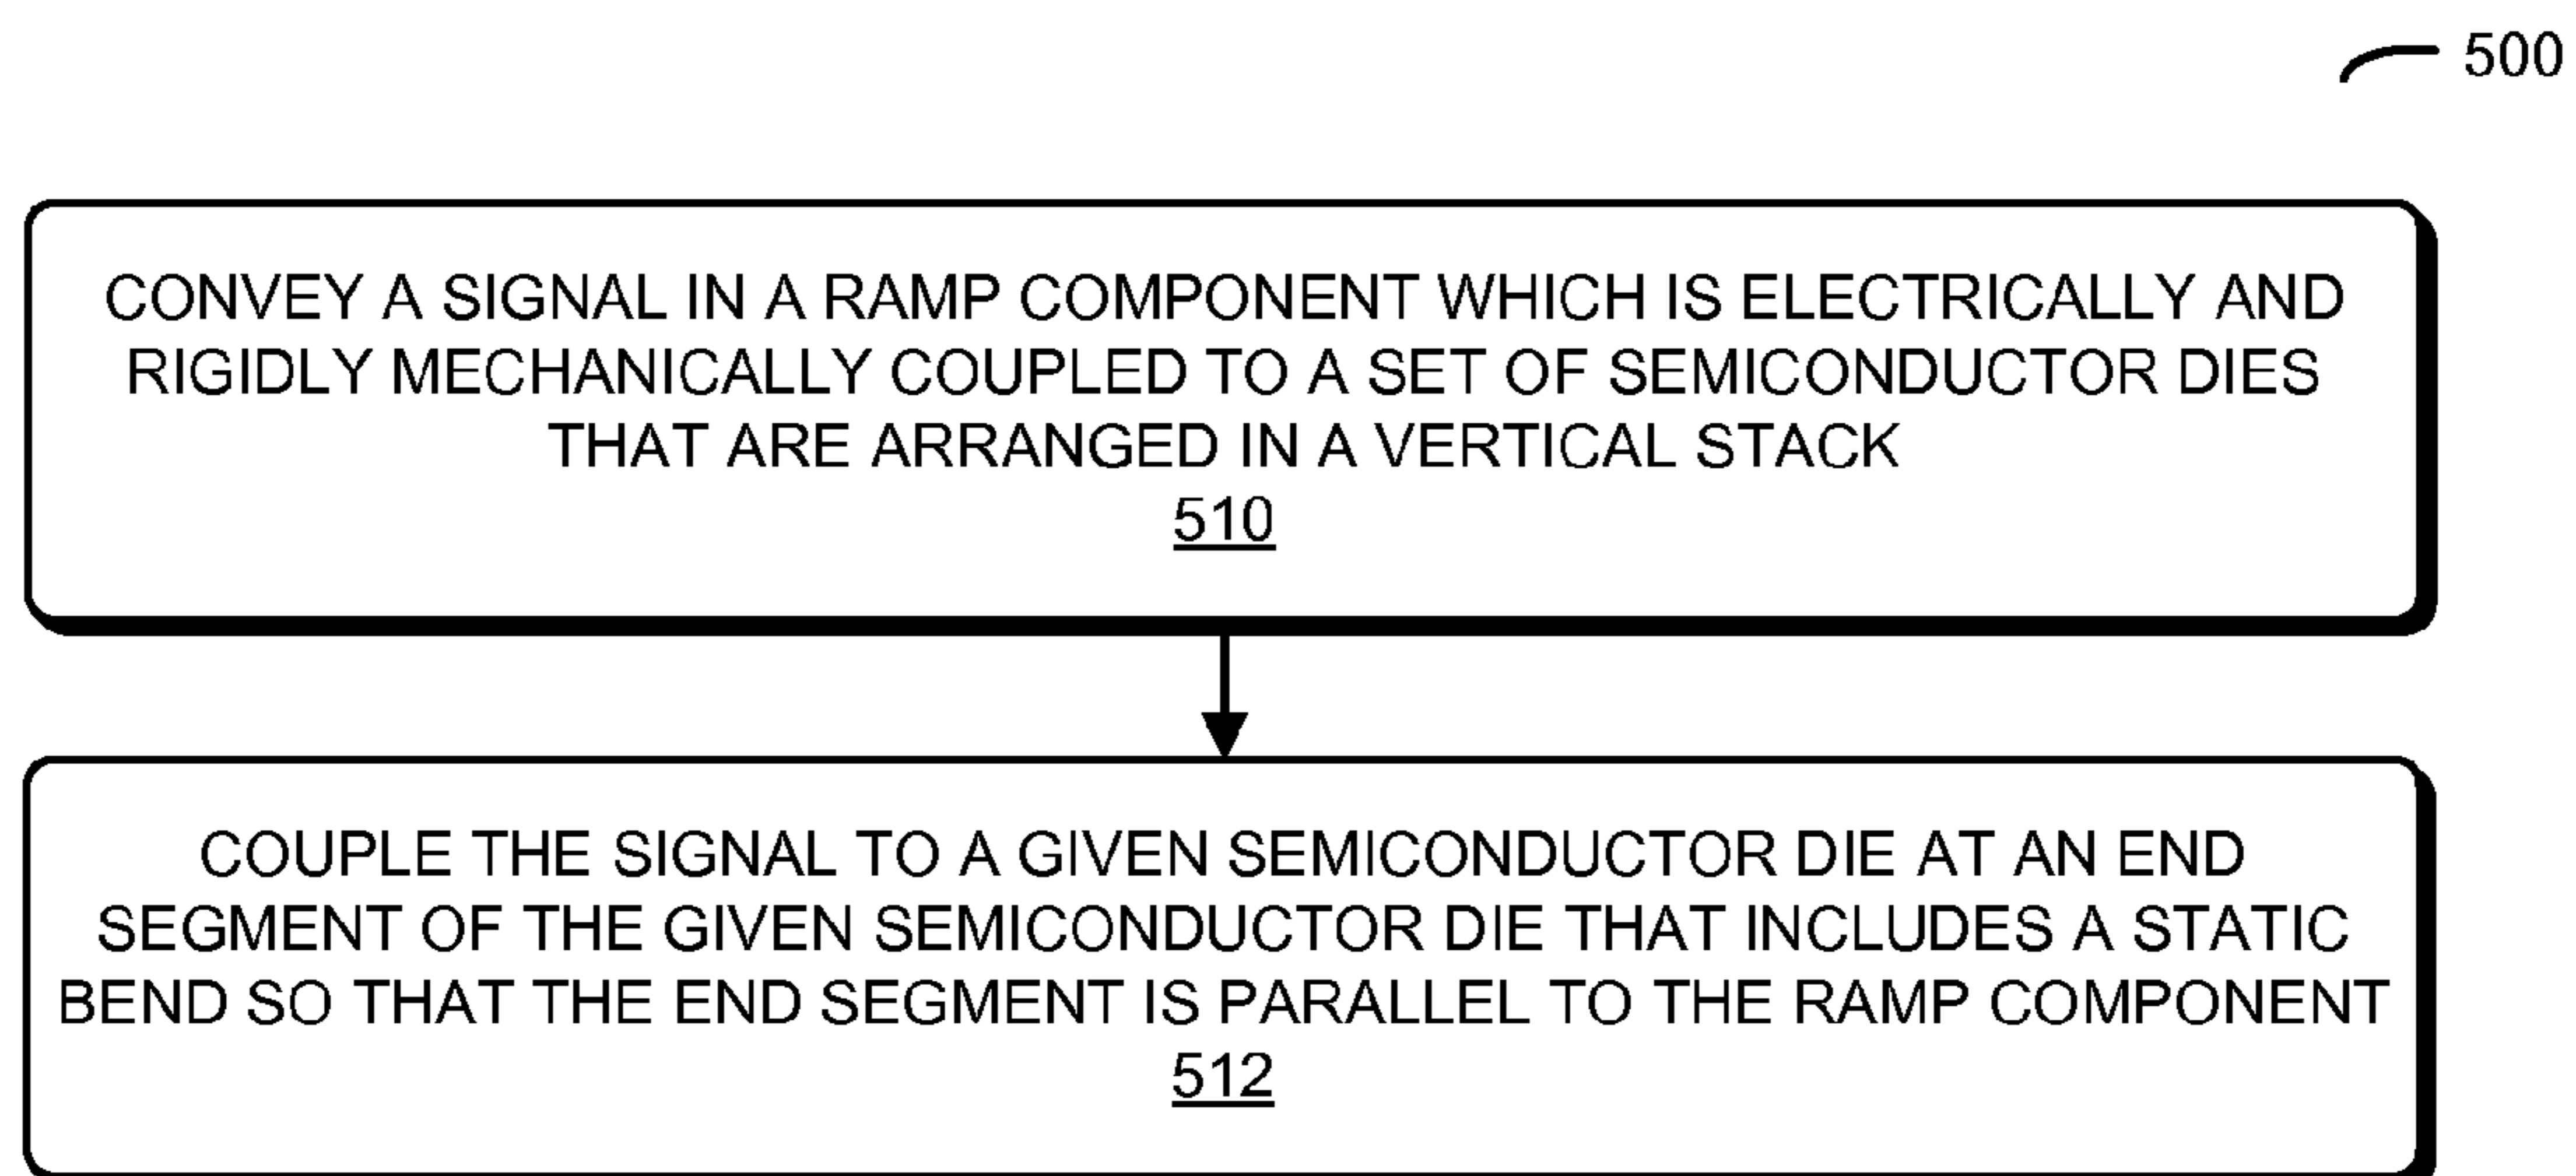 500
CONVEY A SIGNAL IN A RAMP COMPONENT WHICH IS ELECTRICALLY AND
RIGIDLY MECHANICALLY COUPLED TO A SET OF SEMICONDUCTOR DIES
THAT ARE ARRANGED IN A VERTICAL STACK
510
COUPLE THE SIGNAL TO A GIVEN SEMICONDUCTOR DIE AT AN END
SEGMENT OF THE GIVEN SEMICONDUCTOR DIE THAT INCLUDES A STATIC
BEND SO THAT THE END SEGMENT IS PARALLEL TO THE RAMP COMPONENT
512